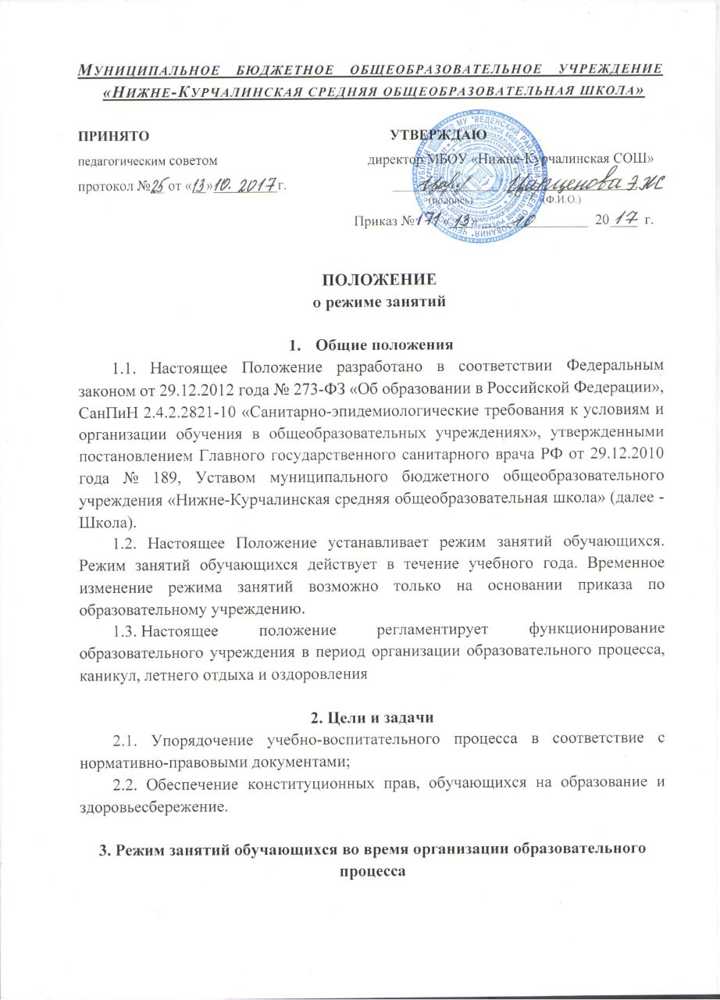 МУНИЦИПАЛЬНОЕ БЮДЖЕТНОЕ ОБЩЕОБРАЗОВАТЕЛЬНОЕ УЧРЕЖДЕНИЕ
«НИЖНЕ-КУРЧАЛИНСКАЯ СРЕДНЯЯ ОБЩЕОБРАЗОВАТЕЛЬНАЯ ШКОЛА»
ПРИНЯТО УТВЕРЖДАЮ
педагогическим советом директор МБОУ «Нижне-Курчалинская СОШ»
протокол №25 от «13»10. 2017г.
(подпись) (Ф.И.О.)
Приказ №171 «13» 10 2017 г.
ПОЛОЖЕНИЕ
о режиме занятий
1. Общие положения
1.1. Настоящее Положение разработано в соответствии Федеральным
законом от 29.12.2012 года № 273-ФЗ «Об образовании в Российской Федерации»,
СанПиН 2.4.2.2821-10 «Санитарно-эпидемиологические требования к условиям и
организации обучения в общеобразовательных учреждениях», утвержденными
постановлением Главного государственного санитарного врача РФ от 29.12.2010
года № 189, Уставом муниципального бюджетного общеобразовательного
учреждения «Нижне-Курчалинская средняя общеобразовательная школа» (далее -
Школа).
1.2. Настоящее Положение устанавливает режим занятий обучающихся.
Режим занятий обучающихся действует в течение учебного года. Временное
изменение режима занятий возможно только на основании приказа по
образовательному учреждению.
1.3. Настоящее положение регламентирует функционирование
образовательного учреждения в период организации образовательного процесса,
каникул, летнего отдыха и оздоровления
2. Цели и задачи
2.1. Упорядочение учебно-воспитательного процесса в соответствие с
нормативно-правовыми документами;
2.2. Обеспечение конституционных прав, обучающихся на образование и
здоровьесбережение.
3. Режим занятий обучающихся во время организации образовательного
процесса